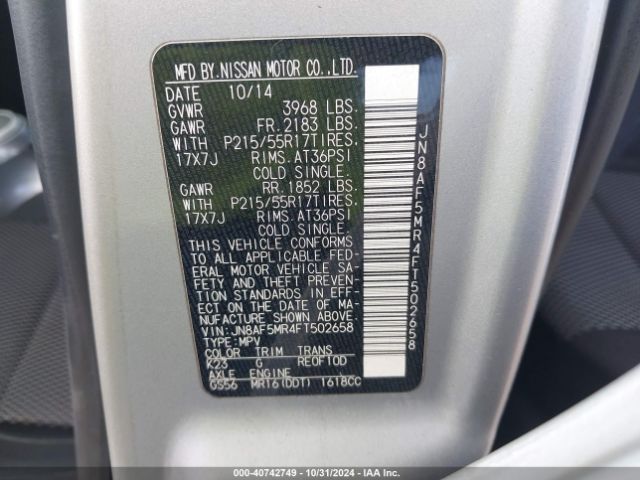 MFD BY.NISSAN MOTOR CO.,LTD.
DATE 10/14
GVWR 3968 LBS.
GAWR FR.2183 LBS.
WITH P215/55R17TIRES.
17X7J RIMS.AT36PSI
COLD SINGLE.
GAWR RR.1852 LBS.
WITH P215/55R17TIRES.
17X7J RIMS.AT36PSI
COLD SINGLE.
THIS VEHICLE CONFORMS
TO ALL APPLICABLE FED-
ERAL MOTOR VEHICLE SA-
FETY AND THEFT PREVEN-
TION STANDARDS IN EFF-
ECT ON THE DATE OF MA-
NUFACTURE SHOWN ABOVE.
VIN:JN8AF5MR4FT502658
TYPE:MPV
COLOR TRIM TRANS
K23 G RE0F10D
AXLE ENGINE
GS56 MR16(DDT) 1618CC
JN8AF5MR4FT502658
000-40742749 - 10/31/2024 - IAA Inc.